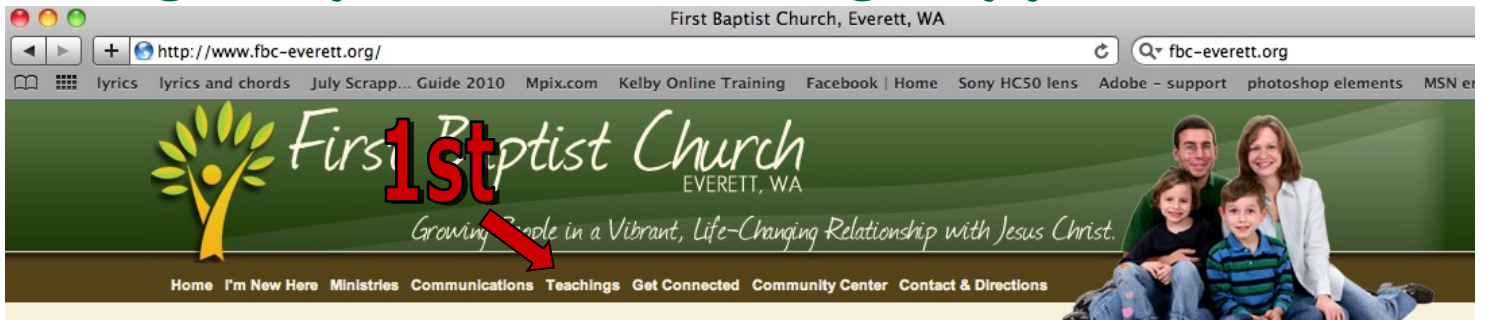 First Baptist Church, Everett, WA
+ http://www.fbc-everett.org/ Q fbc-everett.org
lyrics lyrics and chords July Scrapp... Guide 2010 Mpix.com Kelby Online Training Facebook | Home Sony HC50 lens Adobe – support photoshop elements MSN
First Baptist Church
1st
EVERETT, WA
Growing People in a Vibrant, Life-Changing Relationship with Jesus Christ.
Home I'm New Here Ministries Communications Teachings Get Connected Community Center Contact & Directions